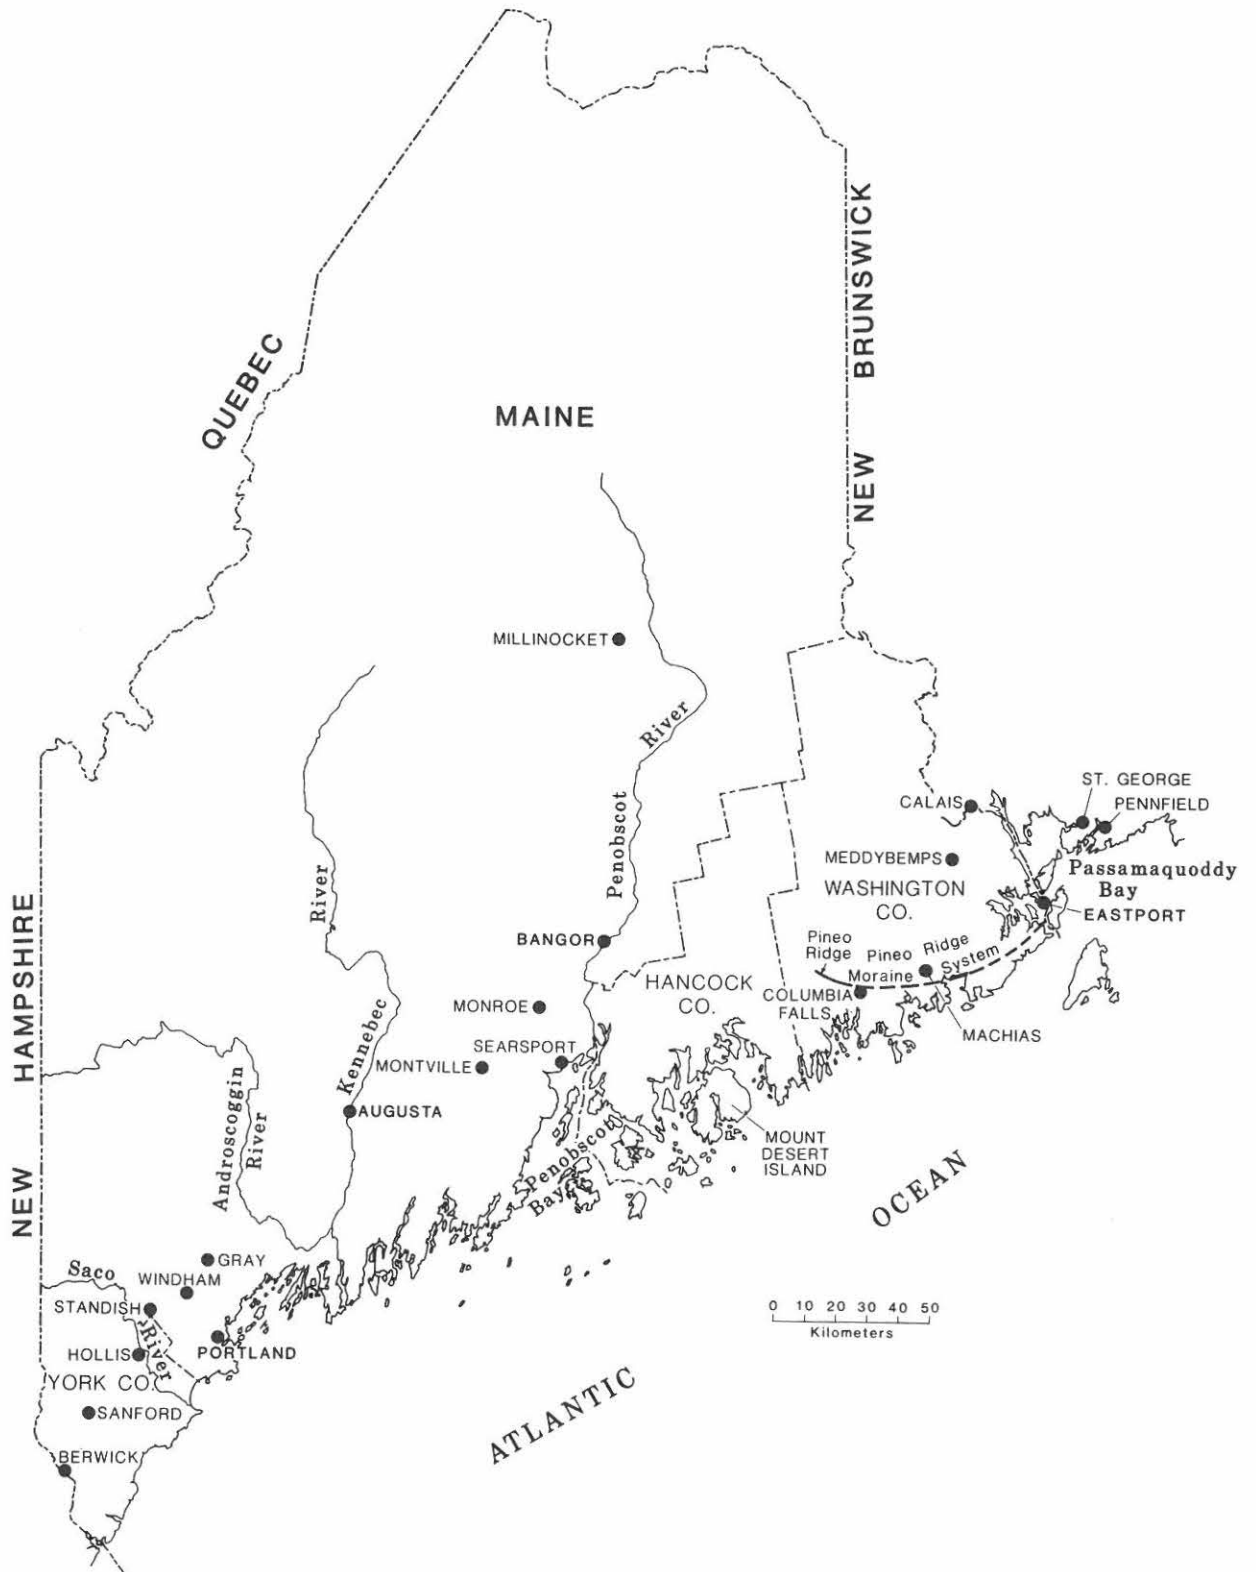 QUEBEC
NEW BRUNSWICK
MAINE
MILLINOCKET
River
Penobscot
ST. GEORGE
CALAIS
PENNFIELD
MEDDYBEMPS
Passamaquoddy
Bay
WASHINGTON
CO.
EASTPORT
River
NEW HAMPSHIRE
BANGOR
Pineo
Ridge
Pineo Ridge
Moraine System
HANCOCK
CO.
COLUMBIA
FALLS
MONROE
MACHIAS
Kennebec
SEARSPORT
MONTVILLE
AUGUSTA
Androscoggin
River
MOUNT
DESERT
ISLAND
Penobscot
Bay
OCEAN
GRAY
Saco
WINDHAM
STANDISH
River
0 10 20 30 40 50
Kilometers
PORTLAND
HOLLIS
YORK CO.
SANFORD
ATLANTIC
BERWICK